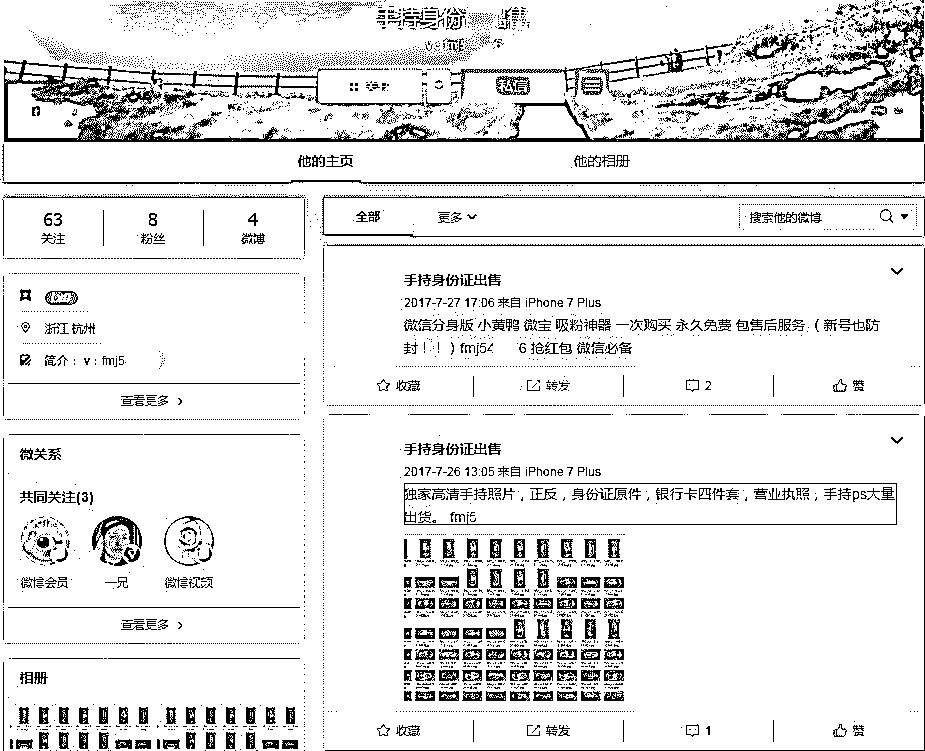 手持身份
私信
他的主页
他的相册
63
关注
8
粉丝
4
微博
浙江 杭州
简介： v：fmj5
查看更多 >
微关系
共同关注(3)
微博会员
一兄
微博视频
查看更多 >
相册
全部
更多
搜索他的微博
手持身份证出售
2017-7-27 17:06 来自 iPhone 7 Plus
微信分身版 小黄鸭 微宝 吸粉神器 一次购买 永久免费 包售后服务（新号也防
封！！）fmj54 6 抢红包 微信必备
收藏
转发
2
赞
手持身份证出售
2017-7-26 13:05 来自 iPhone 7 Plus
独家高清手持照片，正反，身份证原件，银行卡四件套，营业执照，手持ps大量
出货。 fmj5
收藏
转发
1
赞